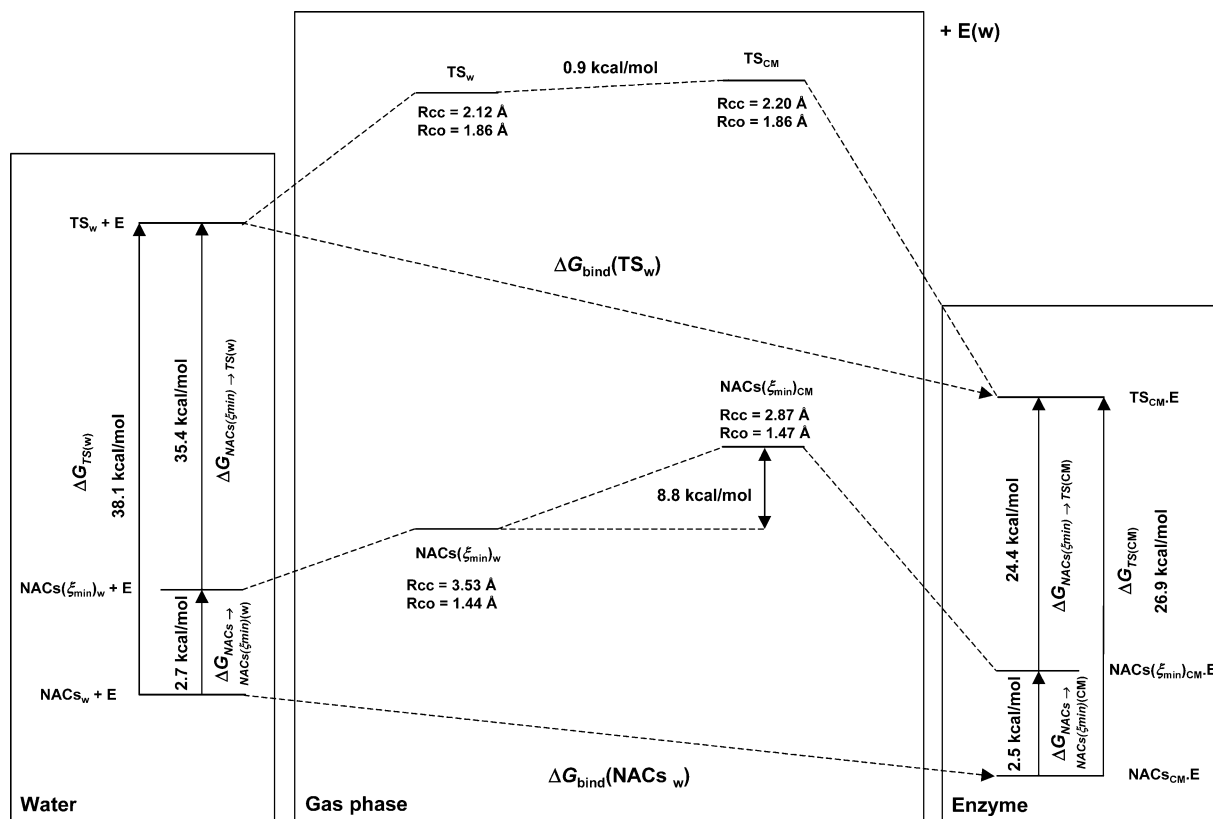 + E(w)
TSw
0.9 kcal/mol
TSCM
Rcc = 2.12 Å
Rco = 1.86 Å
Rcc = 2.20 Å
Rco = 1.86 Å
TSw + E
ΔGbind(TSw)
38.1 kcal/mol
ΔGTS(w)
35.4 kcal/mol
ΔGNACs(ξmin) → TS(w)
NACs(ξmin)CM
Rcc = 2.87 Å
Rco = 1.47 Å
8.8 kcal/mol
TSCM.E
24.4 kcal/mol
ΔGNACs(ξmin) → TS(CM)
ΔGTS(CM)
26.9 kcal/mol
NACs(ξmin)w
Rcc = 3.53 Å
Rco = 1.44 Å
NACs(ξmin)w + E
2.7 kcal/mol
ΔGNACs →
NACs(ξmin)(w)
NACsw + E
NACs(ξmin)CM.E
2.5 kcal/mol
ΔGNACs →
NACs(ξmin)(CM)
ΔGbind(NACs w)
NACsCM.E
Water
Gas phase
Enzyme